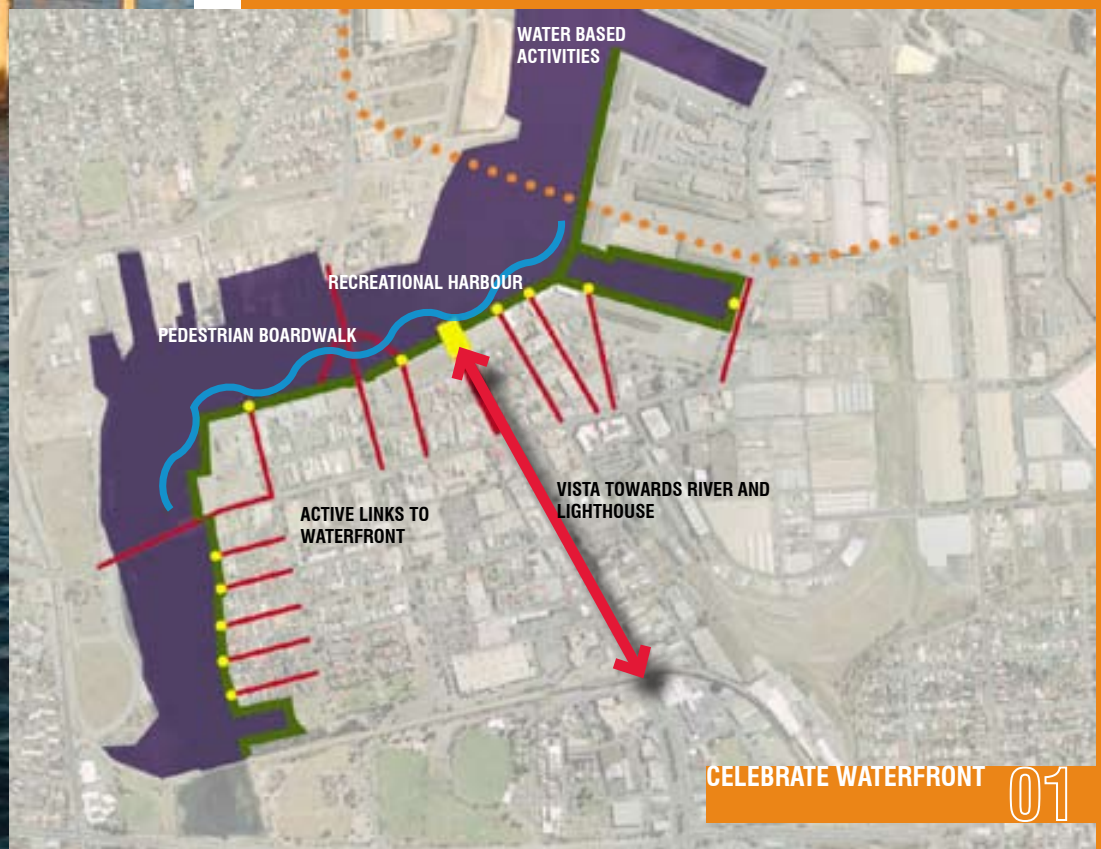 WATER BASED
ACTIVITIES
RECREATIONAL HARBOUR
PEDESTRIAN BOARDWALK
VISTA TOWARDS RIVER AND
LIGHTHOUSE
ACTIVE LINKS TO
WATERFRONT
CELEBRATE WATERFRONT 01